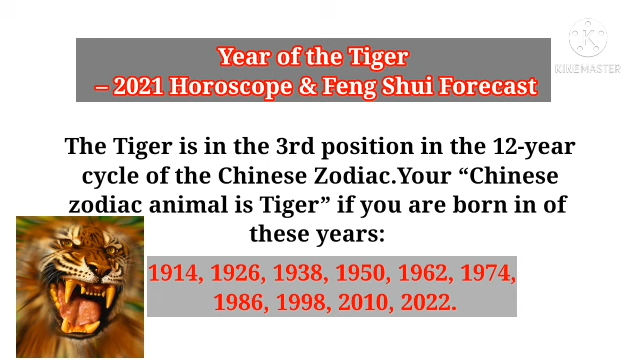 Year of the Tiger
– 2021 Horoscope & Feng Shui Forecast
KINEMASTER
The Tiger is in the 3rd position in the 12-year
cycle of the Chinese Zodiac.Your “Chinese
zodiac animal is Tiger” if you are born in of
these years:
1914, 1926, 1938, 1950, 1962, 1974,
1986, 1998, 2010, 2022.